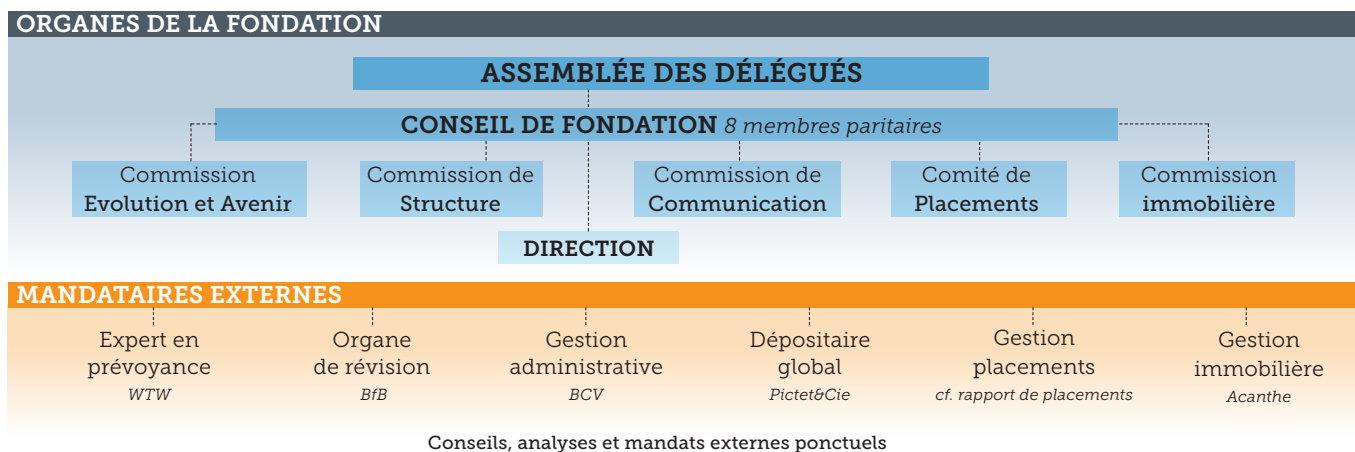 ORGANES DE LA FONDATION
ASSEMBLÉE DES DÉLÉGUÉS
CONSEIL DE FONDATION 8 membres paritaires
Commission
Evolution et Avenir
Commission de
Structure
Commission de
Communication
Comité de
Placements
Commission
immobilière
DIRECTION
MANDATAIRES EXTERNES
Expert en
prévoyance
WTW
Organe
de révision
BfB
Gestion
administrative
BCV
Dépositaire
global
Pictet&Cie
Gestion
placements
cf. rapport de placements
Gestion
immobilière
Acanthe
Conseils, analyses et mandats externes ponctuels